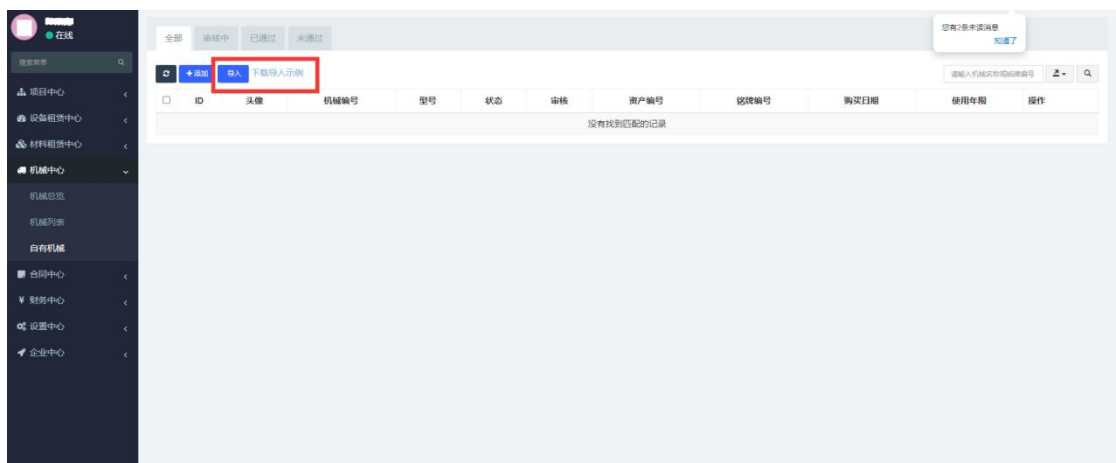 在线
搜索菜单
项目中心
设备租赁中心
材料租赁中心
机械中心
机械总览
机械列表
自有机械
合同中心
¥ 财务中心
设置中心
企业中心
全部 审核中 已通过 未通过
您有2条未读消息
知道了
+添加 导入 下载导入示例
请输入机械名称或铭牌编号
ID 头像 机械编号 型号 状态 审核 资产编号 铭牌编号 购买日期 使用年限 操作
没有找到匹配的记录